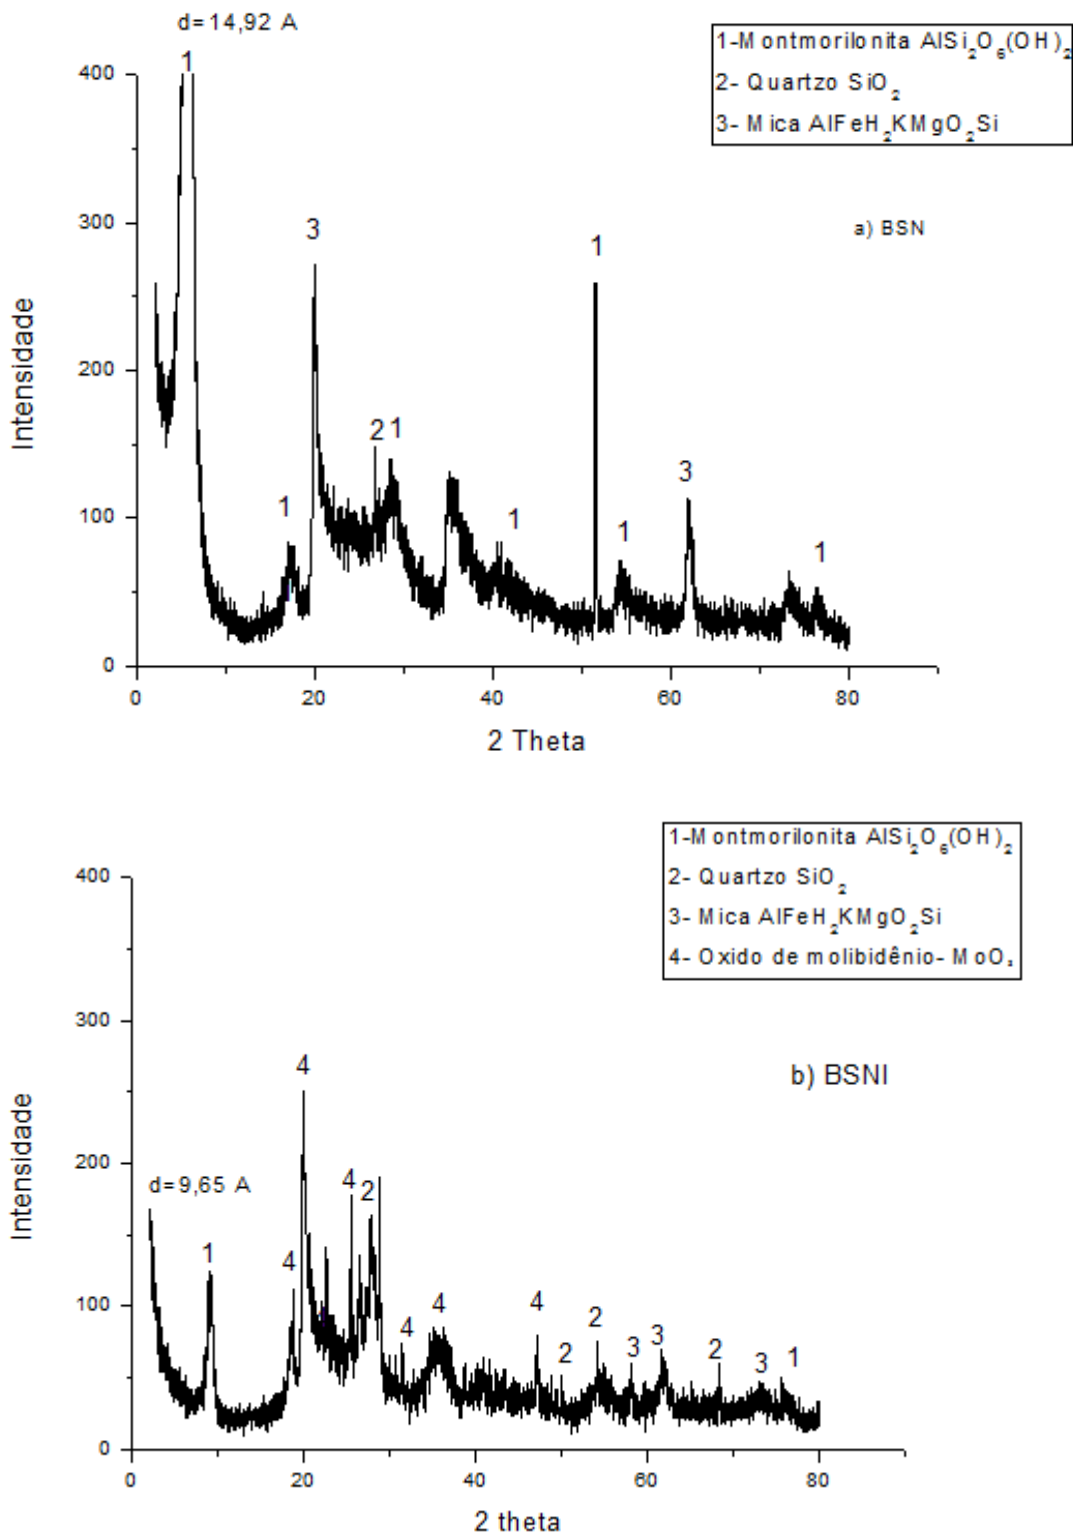 d=14,92 A
1-Montmorilonita AlSi₂O₆(OH)₂
2- Quartzo SiO₂
3- Mica AlFeH₂KMgO₂Si
a) BSN
1
3
1
2 1
1
1
1
3
1
400
300
200
100
0
Intensidade
0 20 40 60 80
2 Theta
1-Montmorilonita AlSi₂O₆(OH)₂
2- Quartzo SiO₂
3- Mica AlFeH₂KMgO₂Si
4- Oxido de molibidênio- MoO₃
b) BSNI
d=9,65 A
1
4
4
4
2
4
4
4
2
2
3
3
2
3
1
400
300
200
100
0
Intensidade
0 20 40 60 80
2 theta